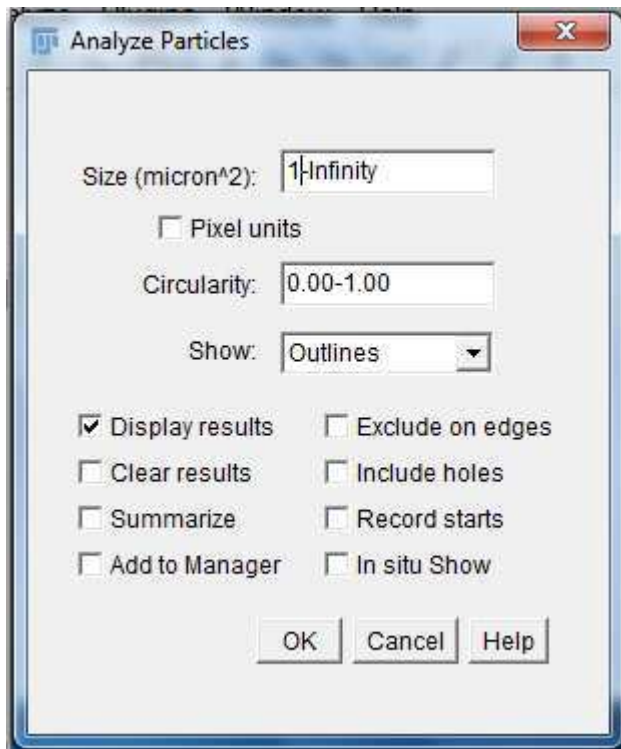 Analyze Particles
Size (micron^2): 1-Infinity
Pixel units
Circularity: 0.00-1.00
Show: Outlines
Display results Exclude on edges
Clear results Include holes
Summarize Record starts
Add to Manager In situ Show
OK Cancel Help